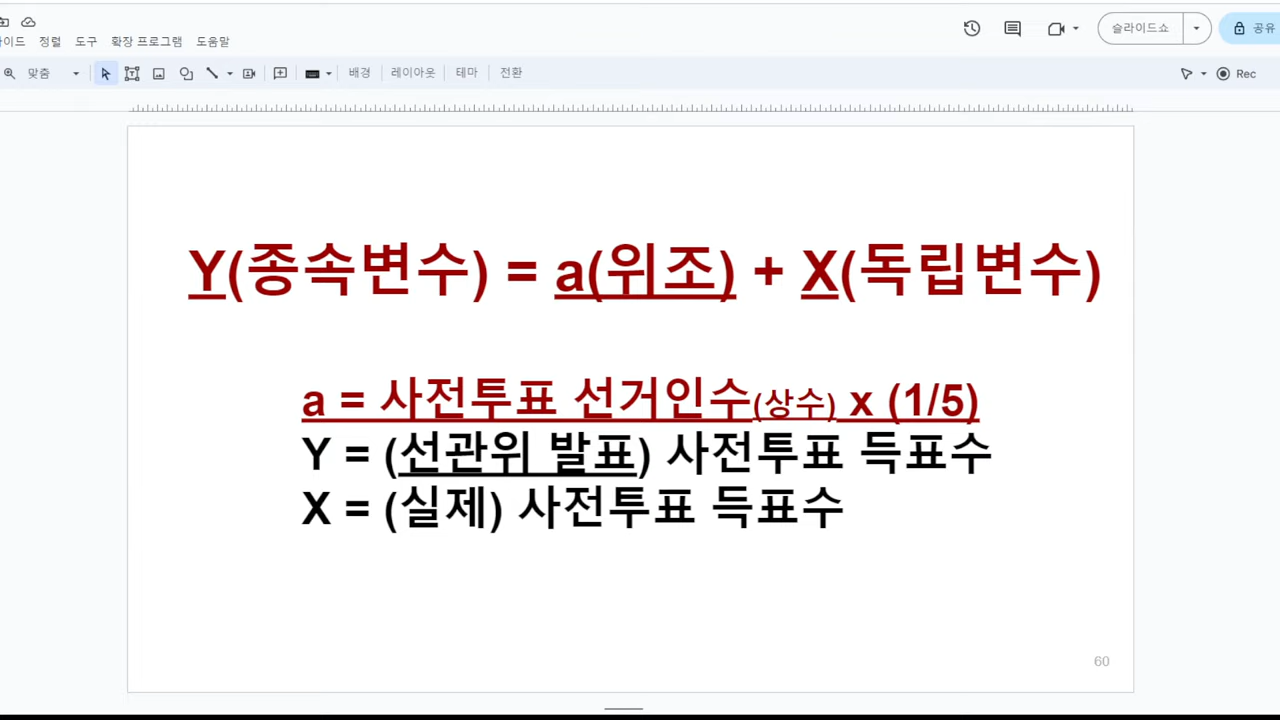 슬라이드쇼
공유
정렬 도구 확장 프로그램 도움말
맞춤 배경 레이아웃 테마 전환 Rec
Y(종속변수) = a(위조) + X(독립변수)
a = 사전투표 선거인수(상수) x (1/5)
Y = (선관위 발표) 사전투표 득표수
X = (실제) 사전투표 득표수
60